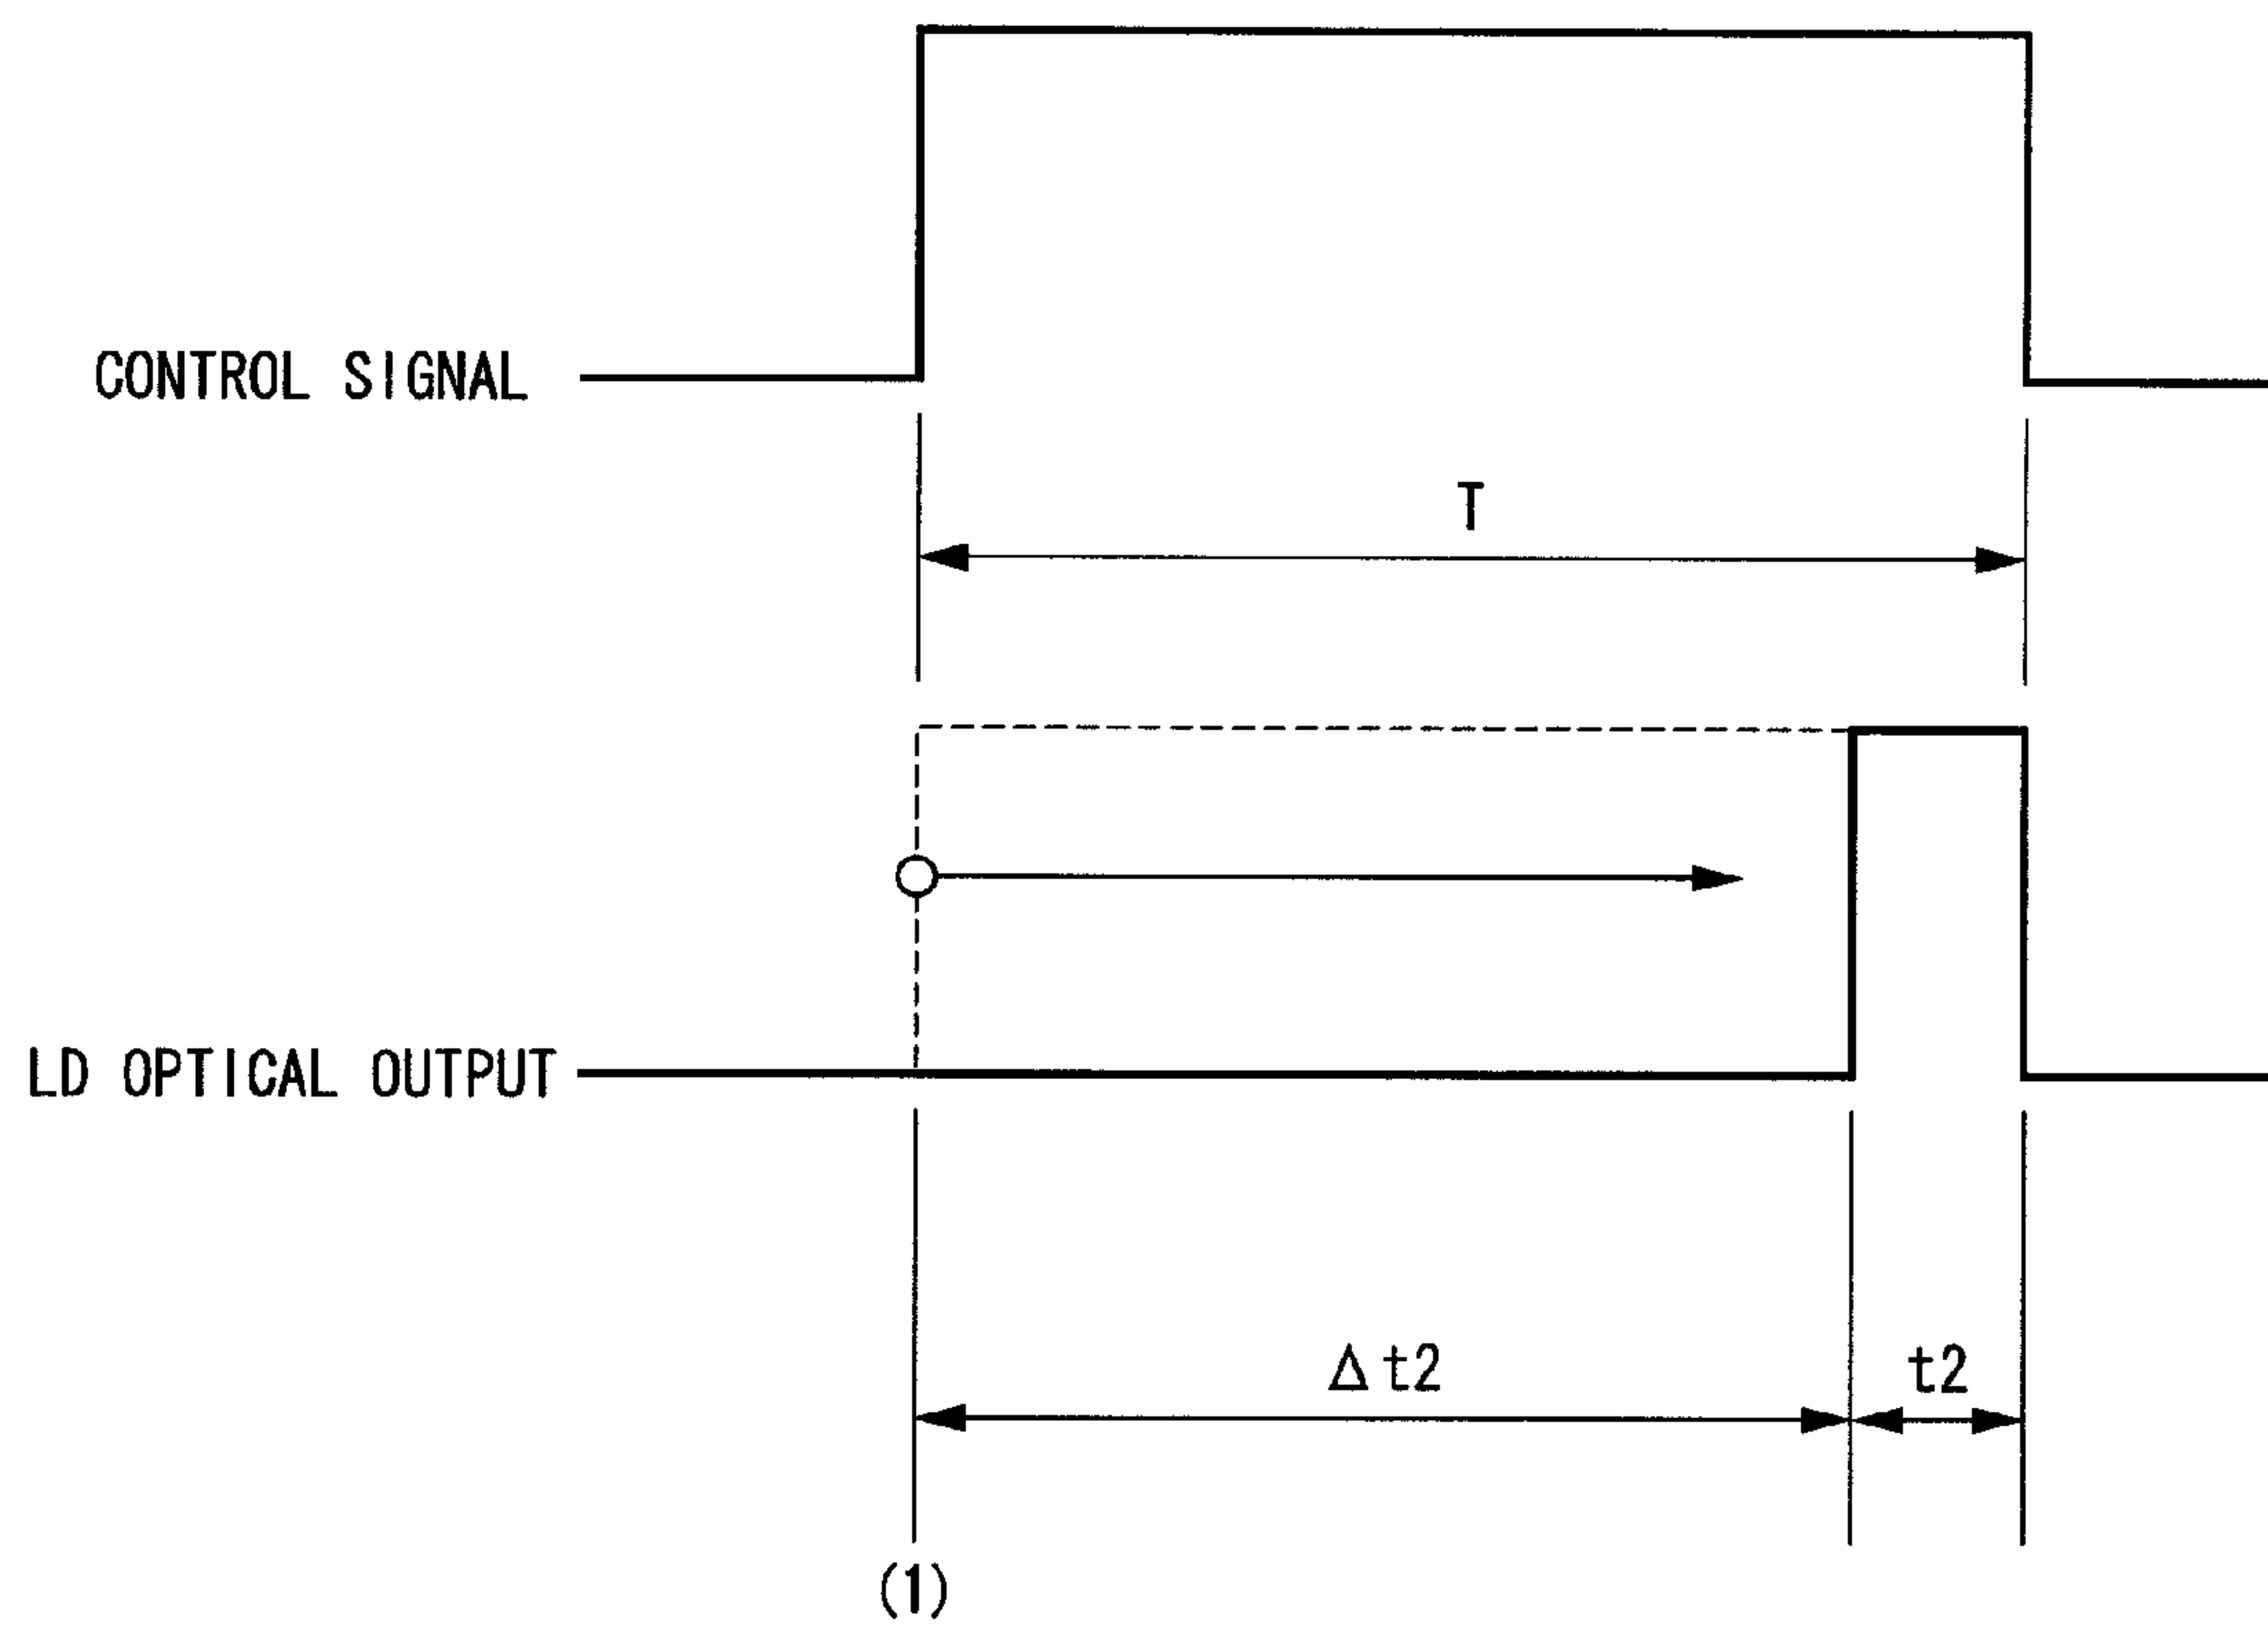 CONTROL SIGNAL
T
LD OPTICAL OUTPUT
Δt2
t2
(1)